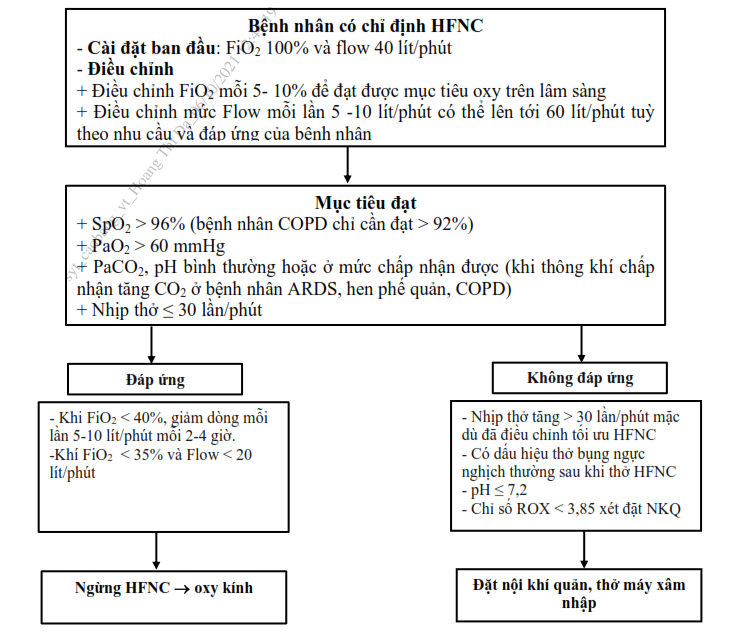 Bệnh nhân có chỉ định HFNC
- Cài đặt ban đầu: FiO₂ 100% và flow 40 lít/phút
- Điều chỉnh
+ Điều chỉnh FiO₂ mỗi 5- 10% để đạt được mục tiêu oxy trên lâm sàng
+ Điều chỉnh mức Flow mỗi lần 5 -10 lít/phút có thể lên tới 60 lít/phút tuỳ
theo nhu cầu và đáp ứng của bệnh nhân
Mục tiêu đạt
+ SpO₂ > 96% (bệnh nhân COPD chỉ cần đạt > 92%)
+ PaO₂ > 60 mmHg
+ PaCO₂, pH bình thường hoặc ở mức chấp nhận được (khi thông khí chấp
nhận tăng CO₂ ở bệnh nhân ARDS, hen phế quản, COPD)
+ Nhịp thở ≤ 30 lần/phút
Đáp ứng
- Khi FiO₂ < 40%, giảm dòng mỗi
lần 5-10 lít/phút mỗi 2-4 giờ.
-Khí FiO₂ < 35% và Flow < 20
lít/phút
Ngừng HFNC → oxy kính
Không đáp ứng
- Nhịp thở tăng > 30 lần/phút mặc
dù đã điều chỉnh tối ưu HFNC
- Có dấu hiệu thở bụng ngực
nghịch thường sau khi thở HFNC
- pH ≤ 7,2
- Chỉ số ROX < 3,85 xét đặt NKQ
Đặt nội khí quản, thở máy xâm
nhập